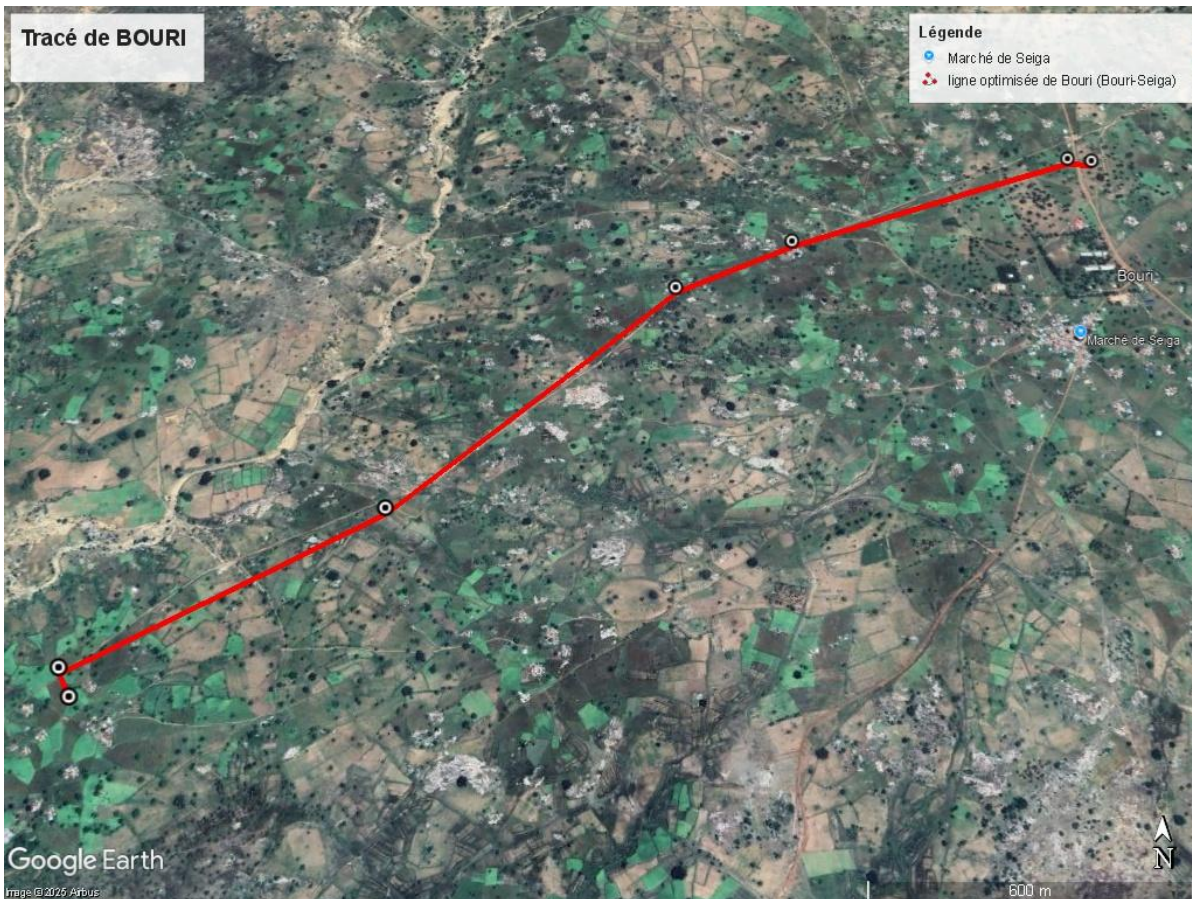 Tracé de BOURI
Légende
Marché de Seiga
ligne optimisée de Bouri (Bouri-Seiga)
Bouri
Marché de Seiga
Google Earth
Image © 2025 Airbus
N
600 m